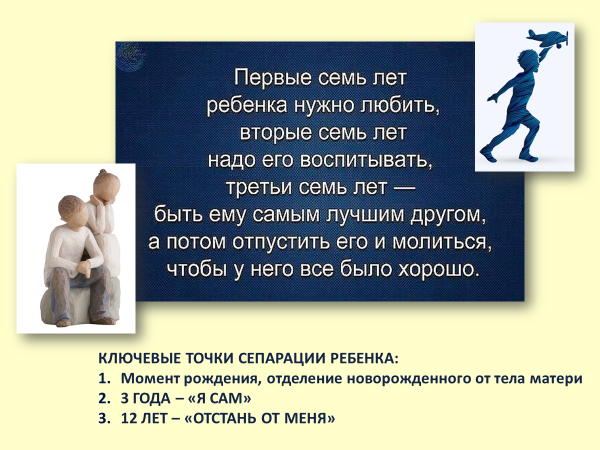 Первые семь лет
ребенка нужно любить,
вторые семь лет
надо его воспитывать,
третьи семь лет —
быть ему самым лучшим другом,
а потом отпустить его и молиться,
чтобы у него все было хорошо.
КЛЮЧЕВЫЕ ТОЧКИ СЕПАРАЦИИ РЕБЕНКА:
1. Момент рождения, отделение новорожденного от тела матери
2. 3 ГОДА – «Я САМ»
3. 12 ЛЕТ – «ОТСТАНЬ ОТ МЕНЯ»